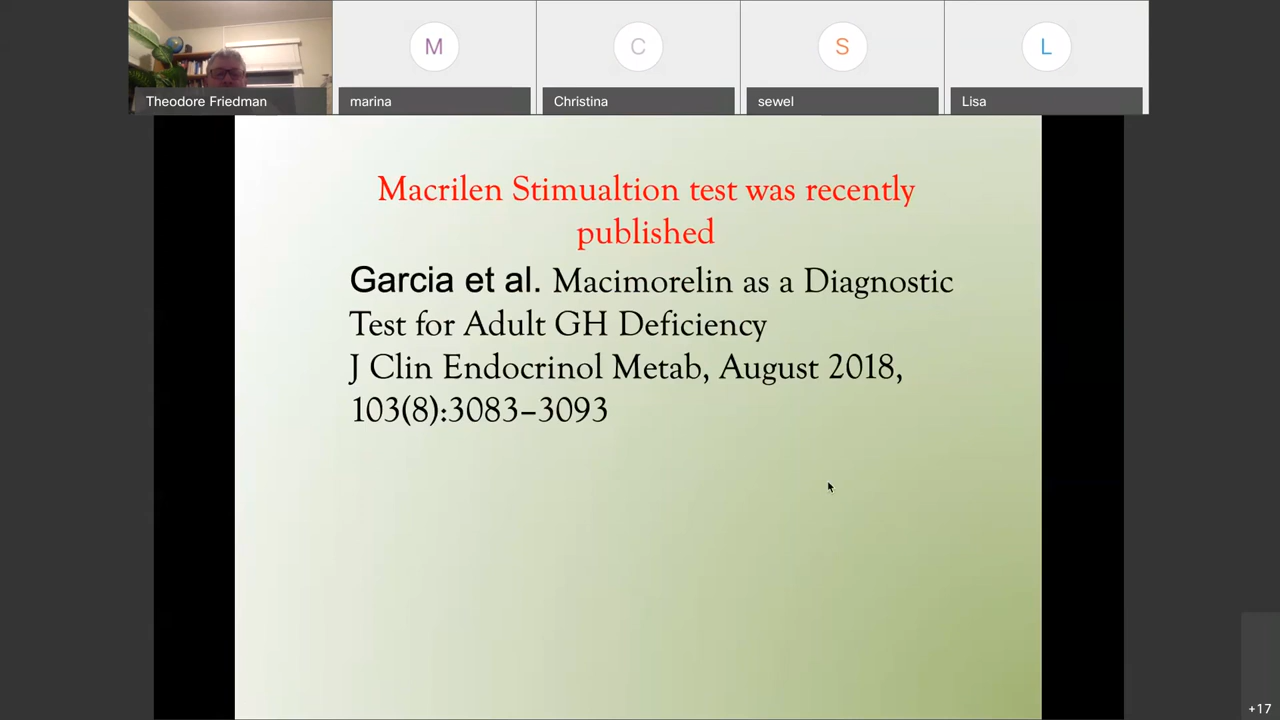 M
C
S
L
Theodore Friedman
marina
Christina
sewel
Lisa
Macrilen Stimualtion test was recently
published
Garcia et al. Macimorelin as a Diagnostic
Test for Adult GH Deficiency
J Clin Endocrinol Metab, August 2018,
103(8):3083–3093
+17